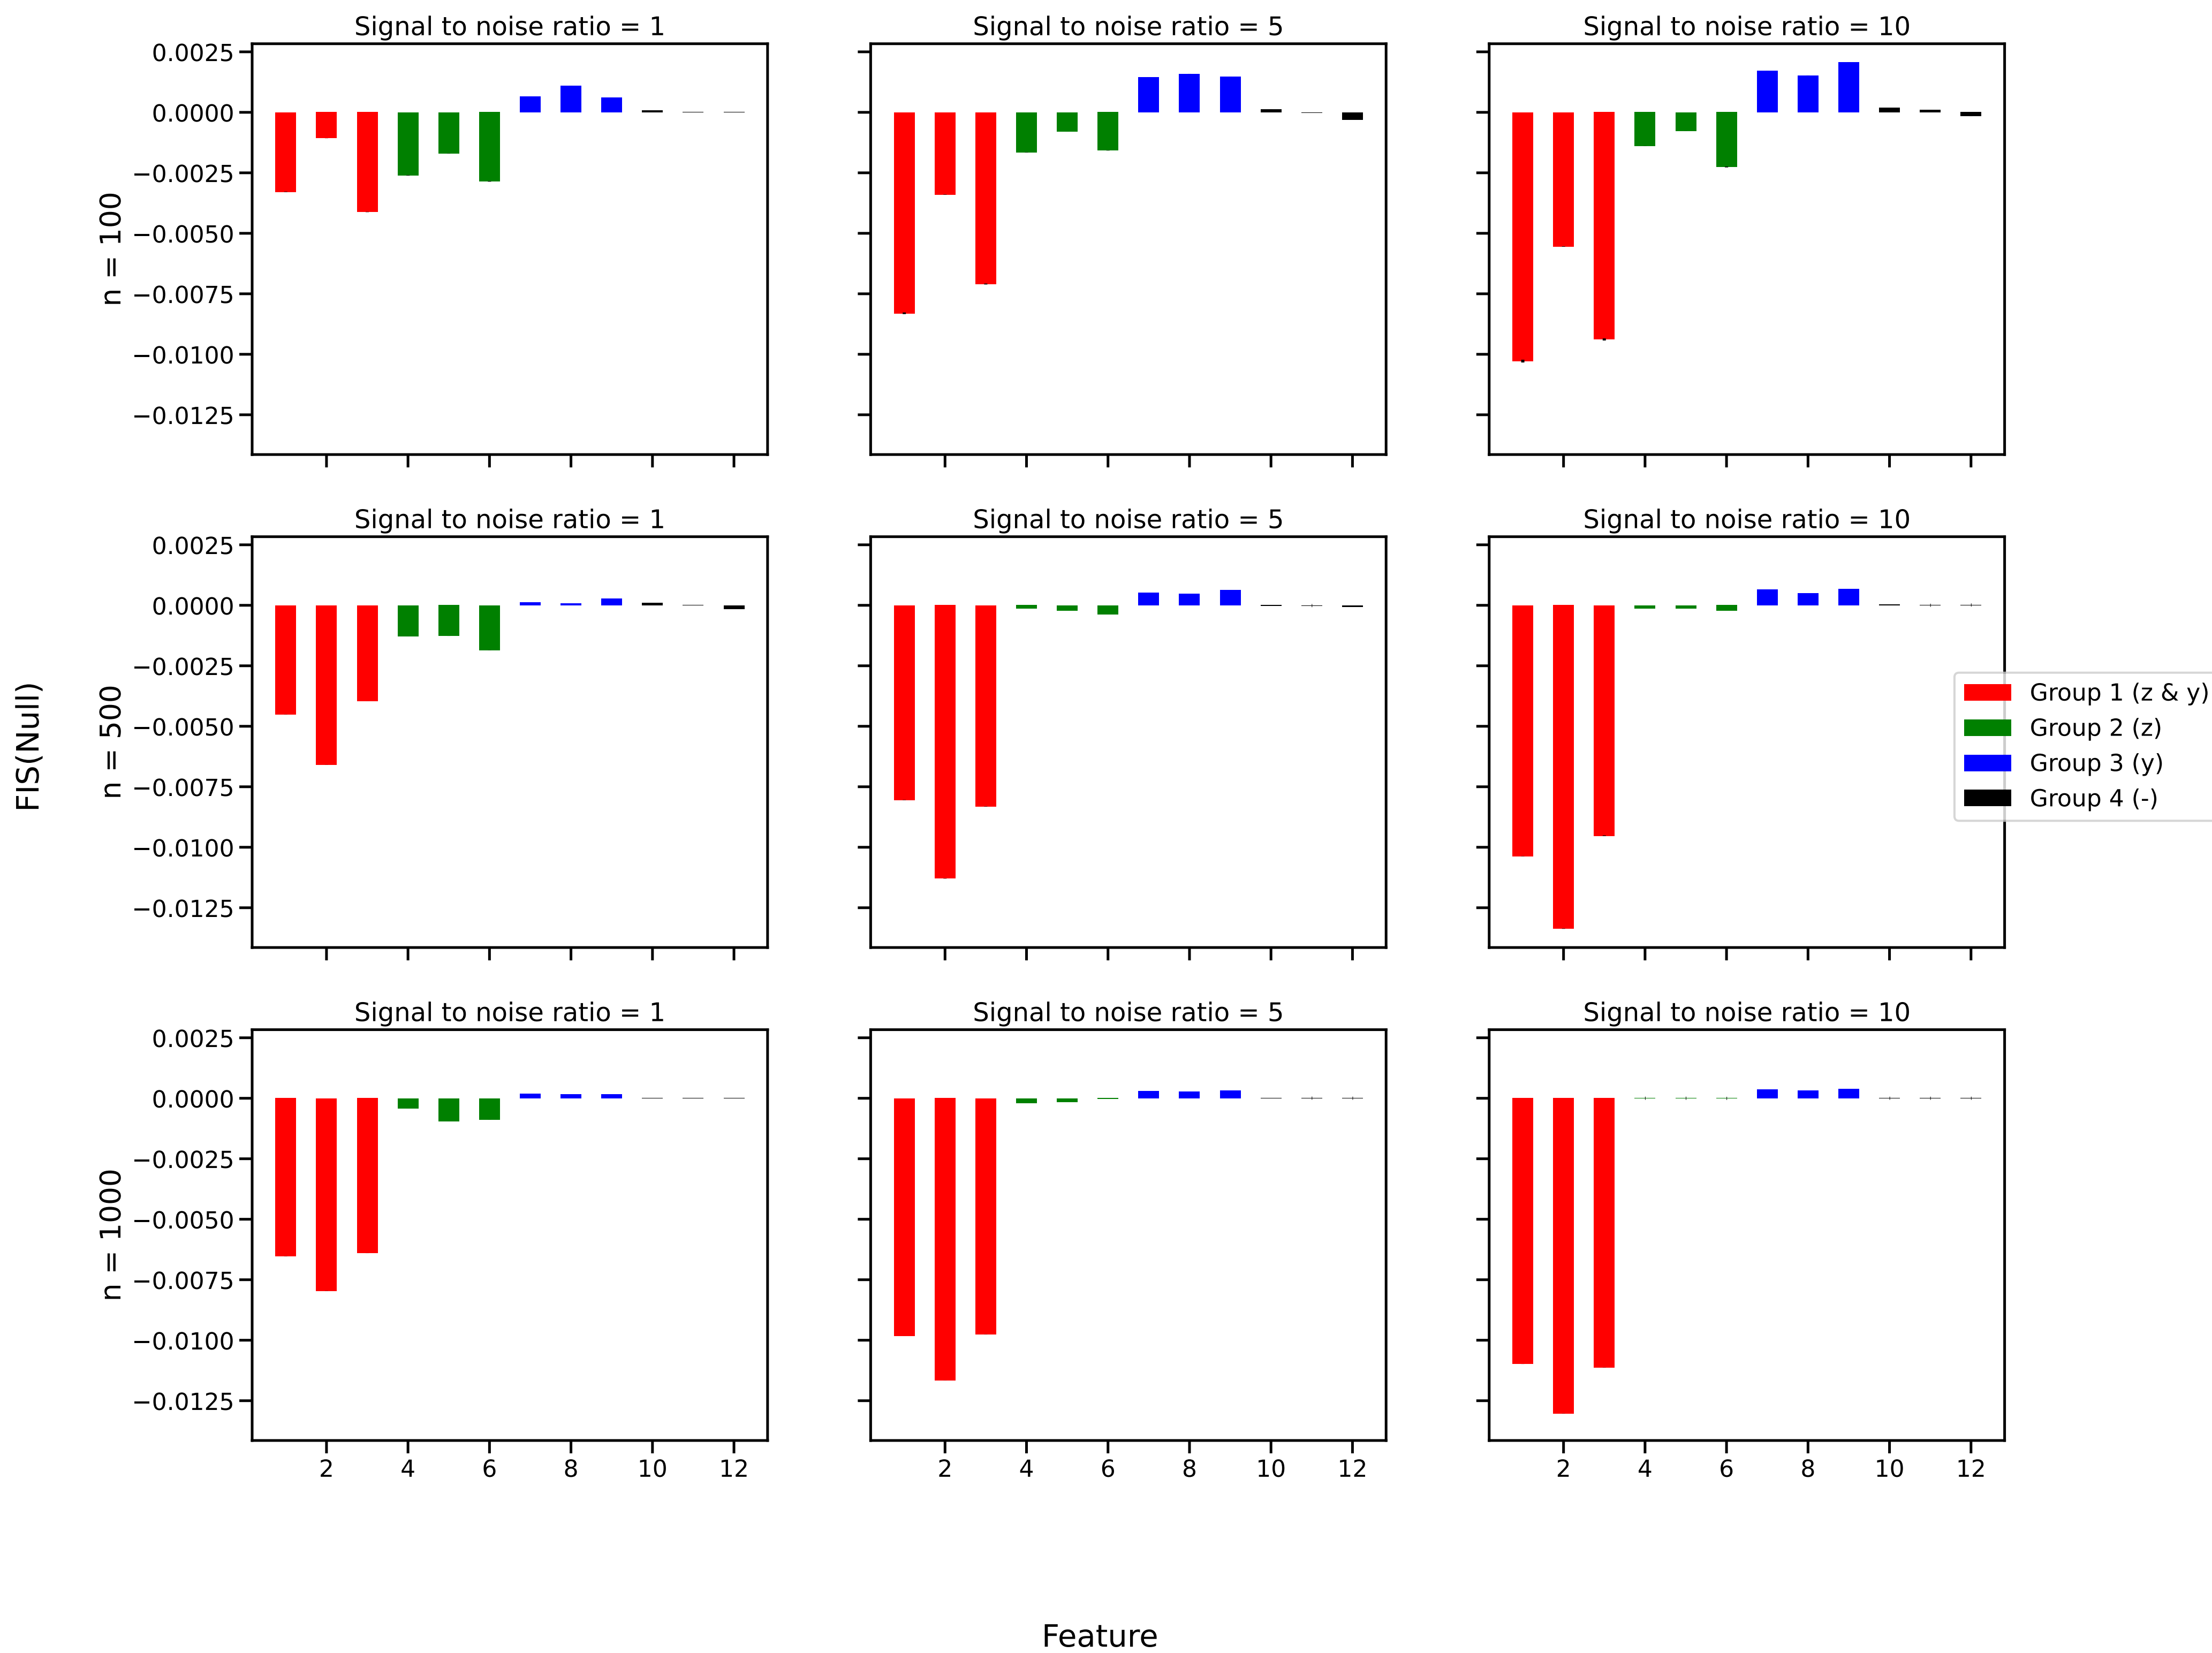 Signal to noise ratio = 1
Signal to noise ratio = 5
Signal to noise ratio = 10
0.0025
0.0000
−0.0025
−0.0050
−0.0075
−0.0100
−0.0125
n = 100
Signal to noise ratio = 1
Signal to noise ratio = 5
Signal to noise ratio = 10
0.0025
0.0000
−0.0025
−0.0050
−0.0075
−0.0100
−0.0125
n = 500
FIS(Null)
Group 1 (z & y)
Group 2 (z)
Group 3 (y)
Group 4 (-)
Signal to noise ratio = 1
Signal to noise ratio = 5
Signal to noise ratio = 10
0.0025
0.0000
−0.0025
−0.0050
−0.0075
−0.0100
−0.0125
n = 1000
2 4 6 8 10 12
2 4 6 8 10 12
2 4 6 8 10 12
Feature